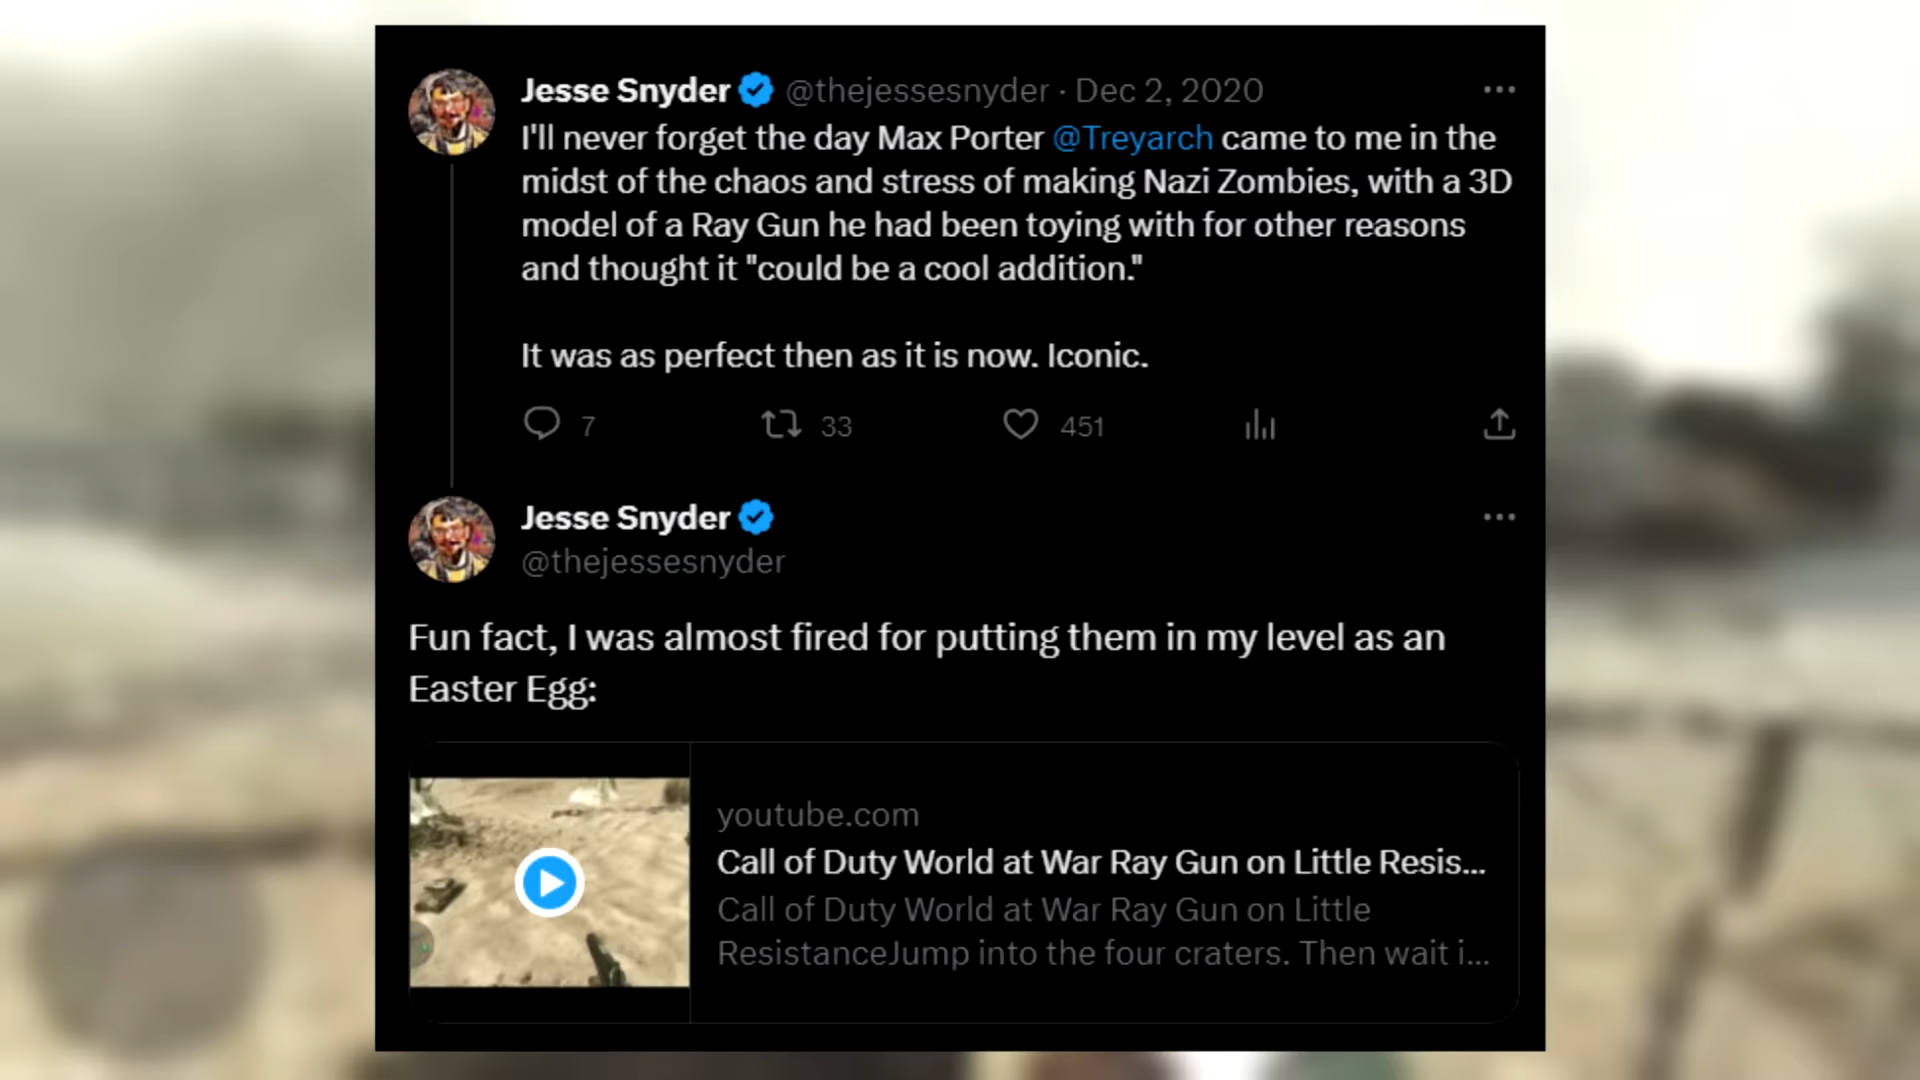 Jesse Snyder @thejessesnyder · Dec 2, 2020
I'll never forget the day Max Porter @Treyarch came to me in the
midst of the chaos and stress of making Nazi Zombies, with a 3D
model of a Ray Gun he had been toying with for other reasons
and thought it "could be a cool addition."
It was as perfect then as it is now. Iconic.
7 33 451
Jesse Snyder
@thejessesnyder
Fun fact, I was almost fired for putting them in my level as an
Easter Egg:
youtube.com
Call of Duty World at War Ray Gun on Little Resis...
Call of Duty World at War Ray Gun on Little
ResistanceJump into the four craters. Then wait i...